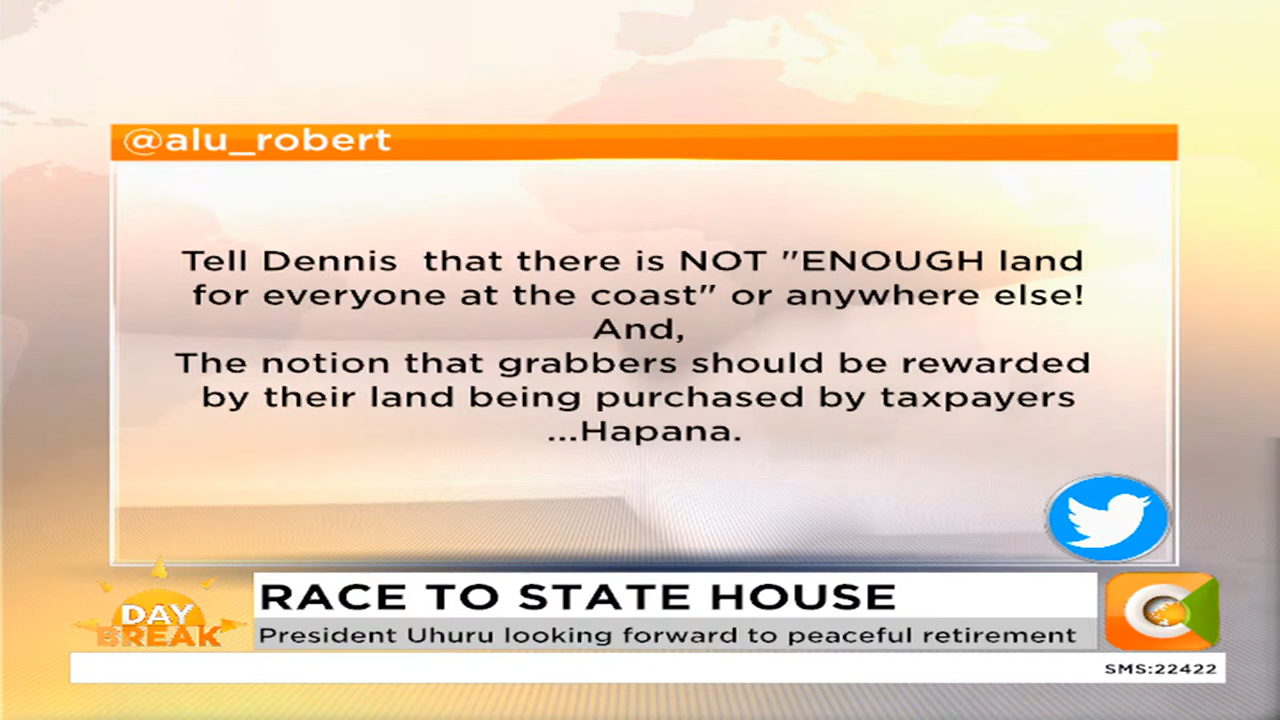 @alu_robert
Tell Dennis that there is NOT "ENOUGH land
for everyone at the coast" or anywhere else!
And,
The notion that grabbers should be rewarded
by their land being purchased by taxpayers
...Hapana.
DAY
BREAK
RACE TO STATE HOUSE
President Uhuru looking forward to peaceful retirement
SMS:22422